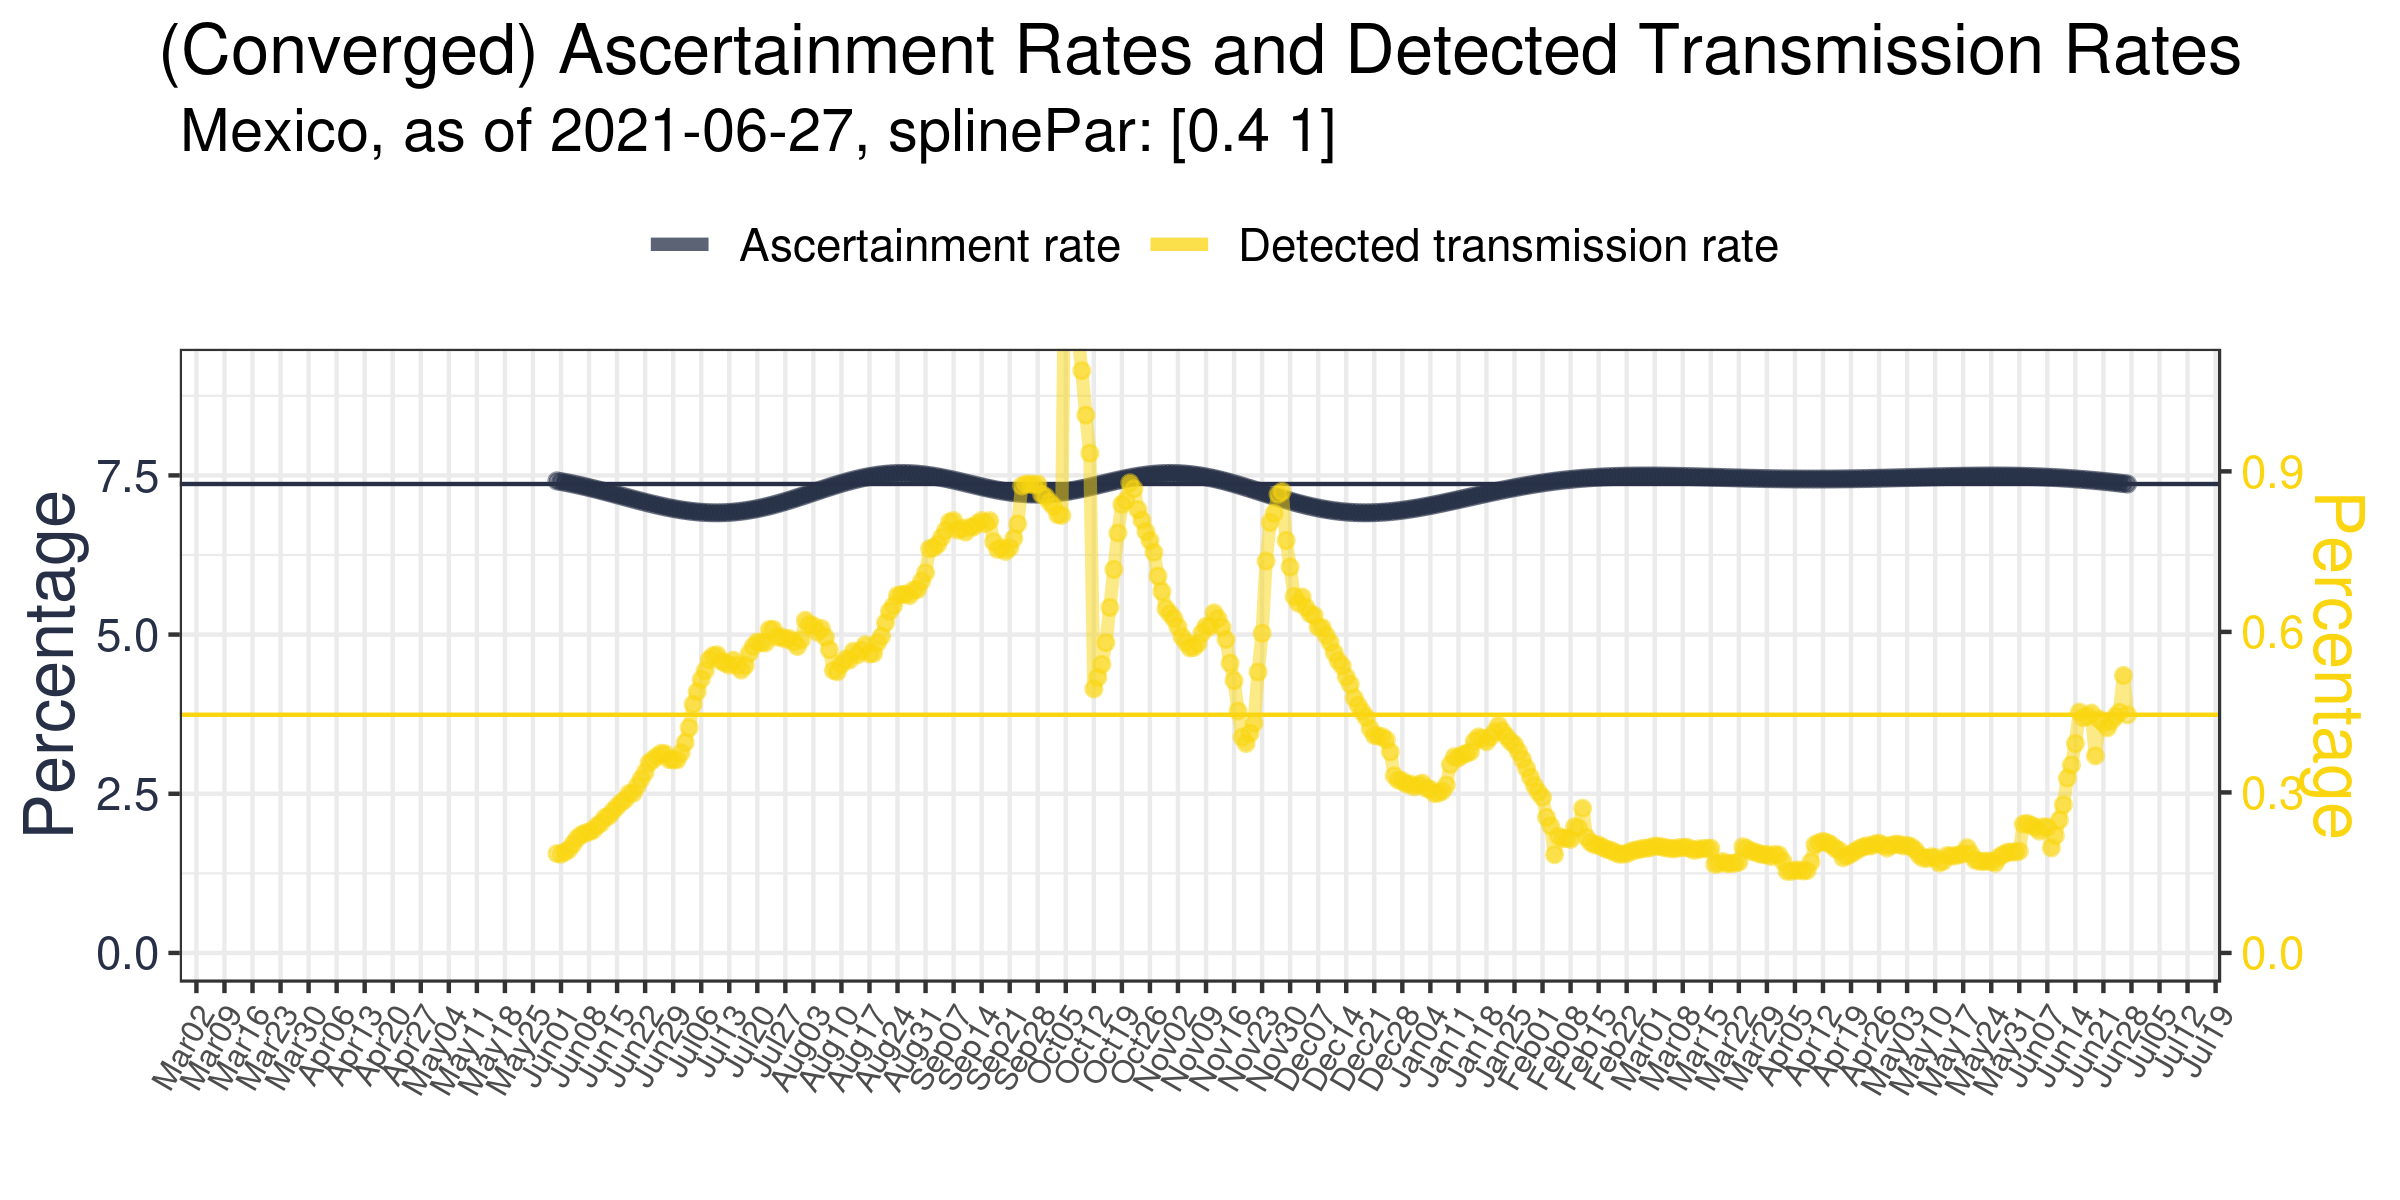 (Converged) Ascertainment Rates and Detected Transmission Rates
Mexico, as of 2021-06-27, splinePar: [0.4 1]
Ascertainment rate Detected transmission rate
Percentage
7.5
5.0
2.5
0.0
0.9
0.6
0.3
0.0
Percentage
Mar02 Mar09 Mar16 Mar23 Mar30 Apr06 Apr13 Apr20 Apr27 May04 May11 May18 May25 Jun01 Jun08 Jun15 Jun22 Jun29 Jul06 Jul13 Jul20 Jul27 Aug03 Aug10 Aug17 Aug24 Aug31 Sep07 Sep14 Sep21 Sep28 Oct05 Oct12 Oct19 Oct26 Nov02 Nov09 Nov16 Nov23 Nov30 Dec07 Dec14 Dec21 Dec28 Jan04 Jan11 Jan18 Jan25 Feb01 Feb08 Feb15 Feb22 Mar01 Mar08 Mar15 Mar22 Mar29 Apr05 Apr12 Apr19 Apr26 May03 May10 May17 May24 May31 Jun07 Jun14 Jun21 Jun28 Jul05 Jul12 Jul19